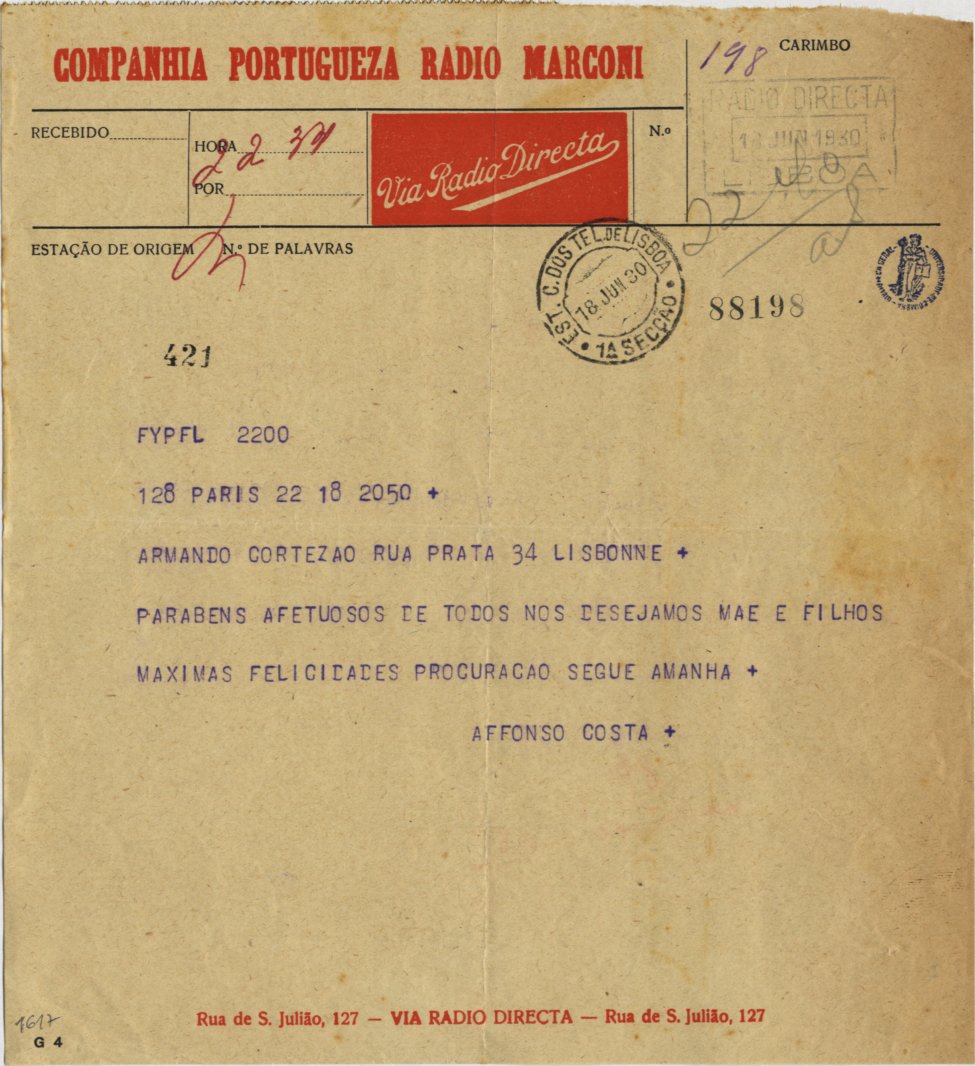 COMPANHIA PORTUGUEZA RADIO MARCONI
198
CARIMBO
RADIO DIRECTA
18 JUN 1930
LISBOA
RECEBIDO
HORA 22
POR
Via Radio Directa
N.º
22
ESTAÇÃO DE ORIGEM
N.º DE PALAVRAS
EST. C. DOS TEL. DE LISBOA
18 JUN 30
1A SECÇÃO
88198
421
FYPFL 2200
128 PARIS 22 18 2050 +
ARMANDO CORTEZAO RUA PRATA 34 LISBONNE +
PARABENS AFETUOSOS DE TODOS NOS DESEJAMOS MAE E FILHOS
MAXIMAS FELICIDADES PROCURACAO SEGUE AMANHA +
AFFONSO COSTA +
Rua de S. Julião, 127 — VIA RADIO DIRECTA — Rua de S. Julião, 127
1617
G 4